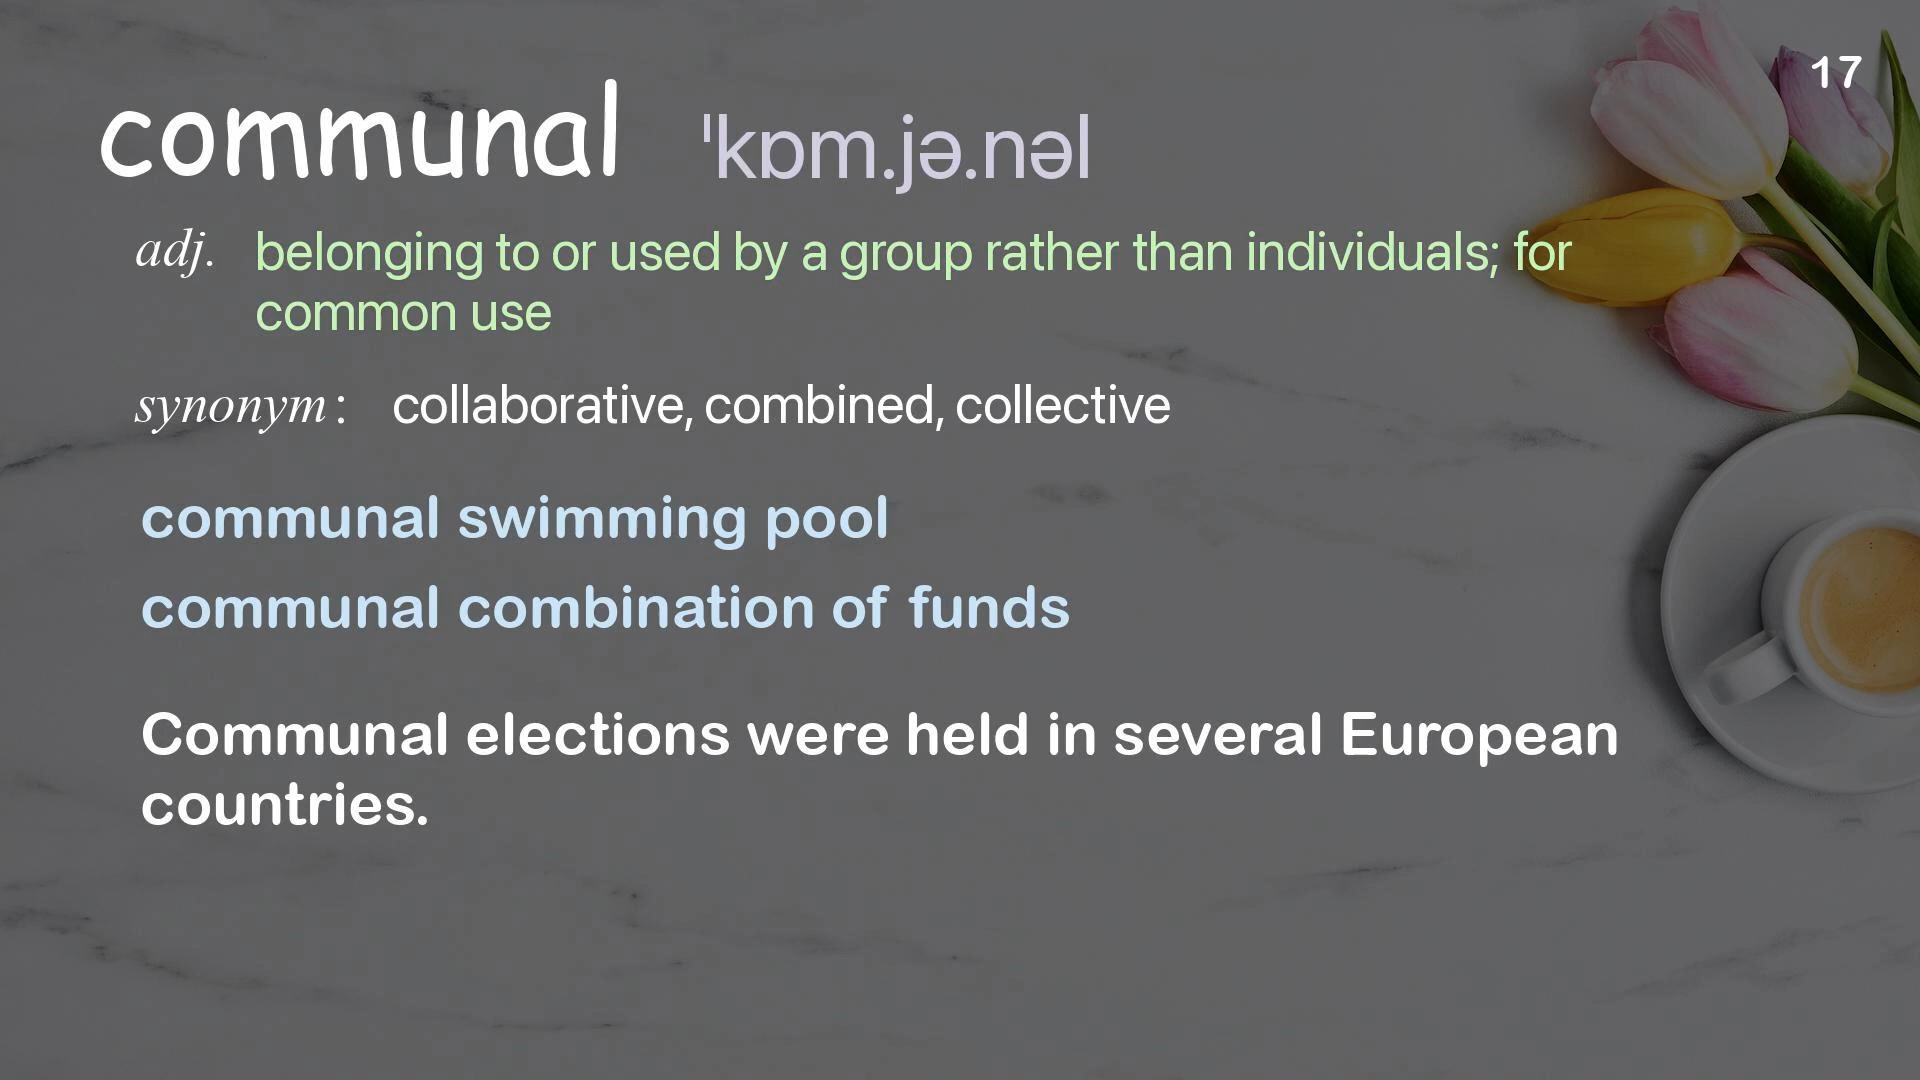 17
communal ˈkɒm.jə.nəl
adj. belonging to or used by a group rather than individuals; for
common use
synonym : collaborative, combined, collective
communal swimming pool
communal combination of funds
Communal elections were held in several European
countries.